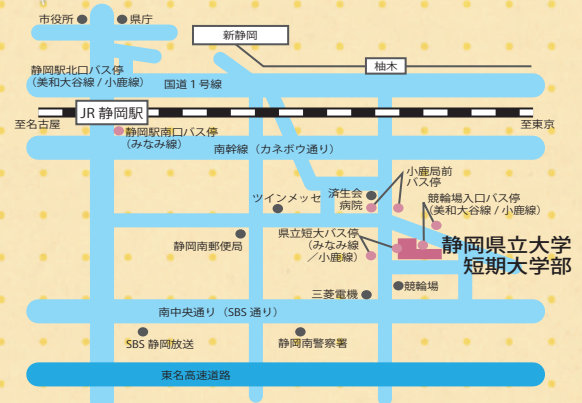 市役所
県庁
新静岡
柚木
静岡駅北口バス停
（美和大谷線 / 小鹿線）
国道１号線
JR 静岡駅
至名古屋
至東京
静岡駅南口バス停
（みなみ線）
南幹線（カネボウ通り）
小鹿局前
バス停
済生会
病院
ツインメッセ
競輪場入口バス停
（美和大谷線 / 小鹿線）
県立短大バス停
（みなみ線
／小鹿線）
静岡南郵便局
静岡県立大学
短期大学部
競輪場
三菱電機
南中央通り（SBS 通り）
SBS 静岡放送
静岡南警察署
東名高速道路